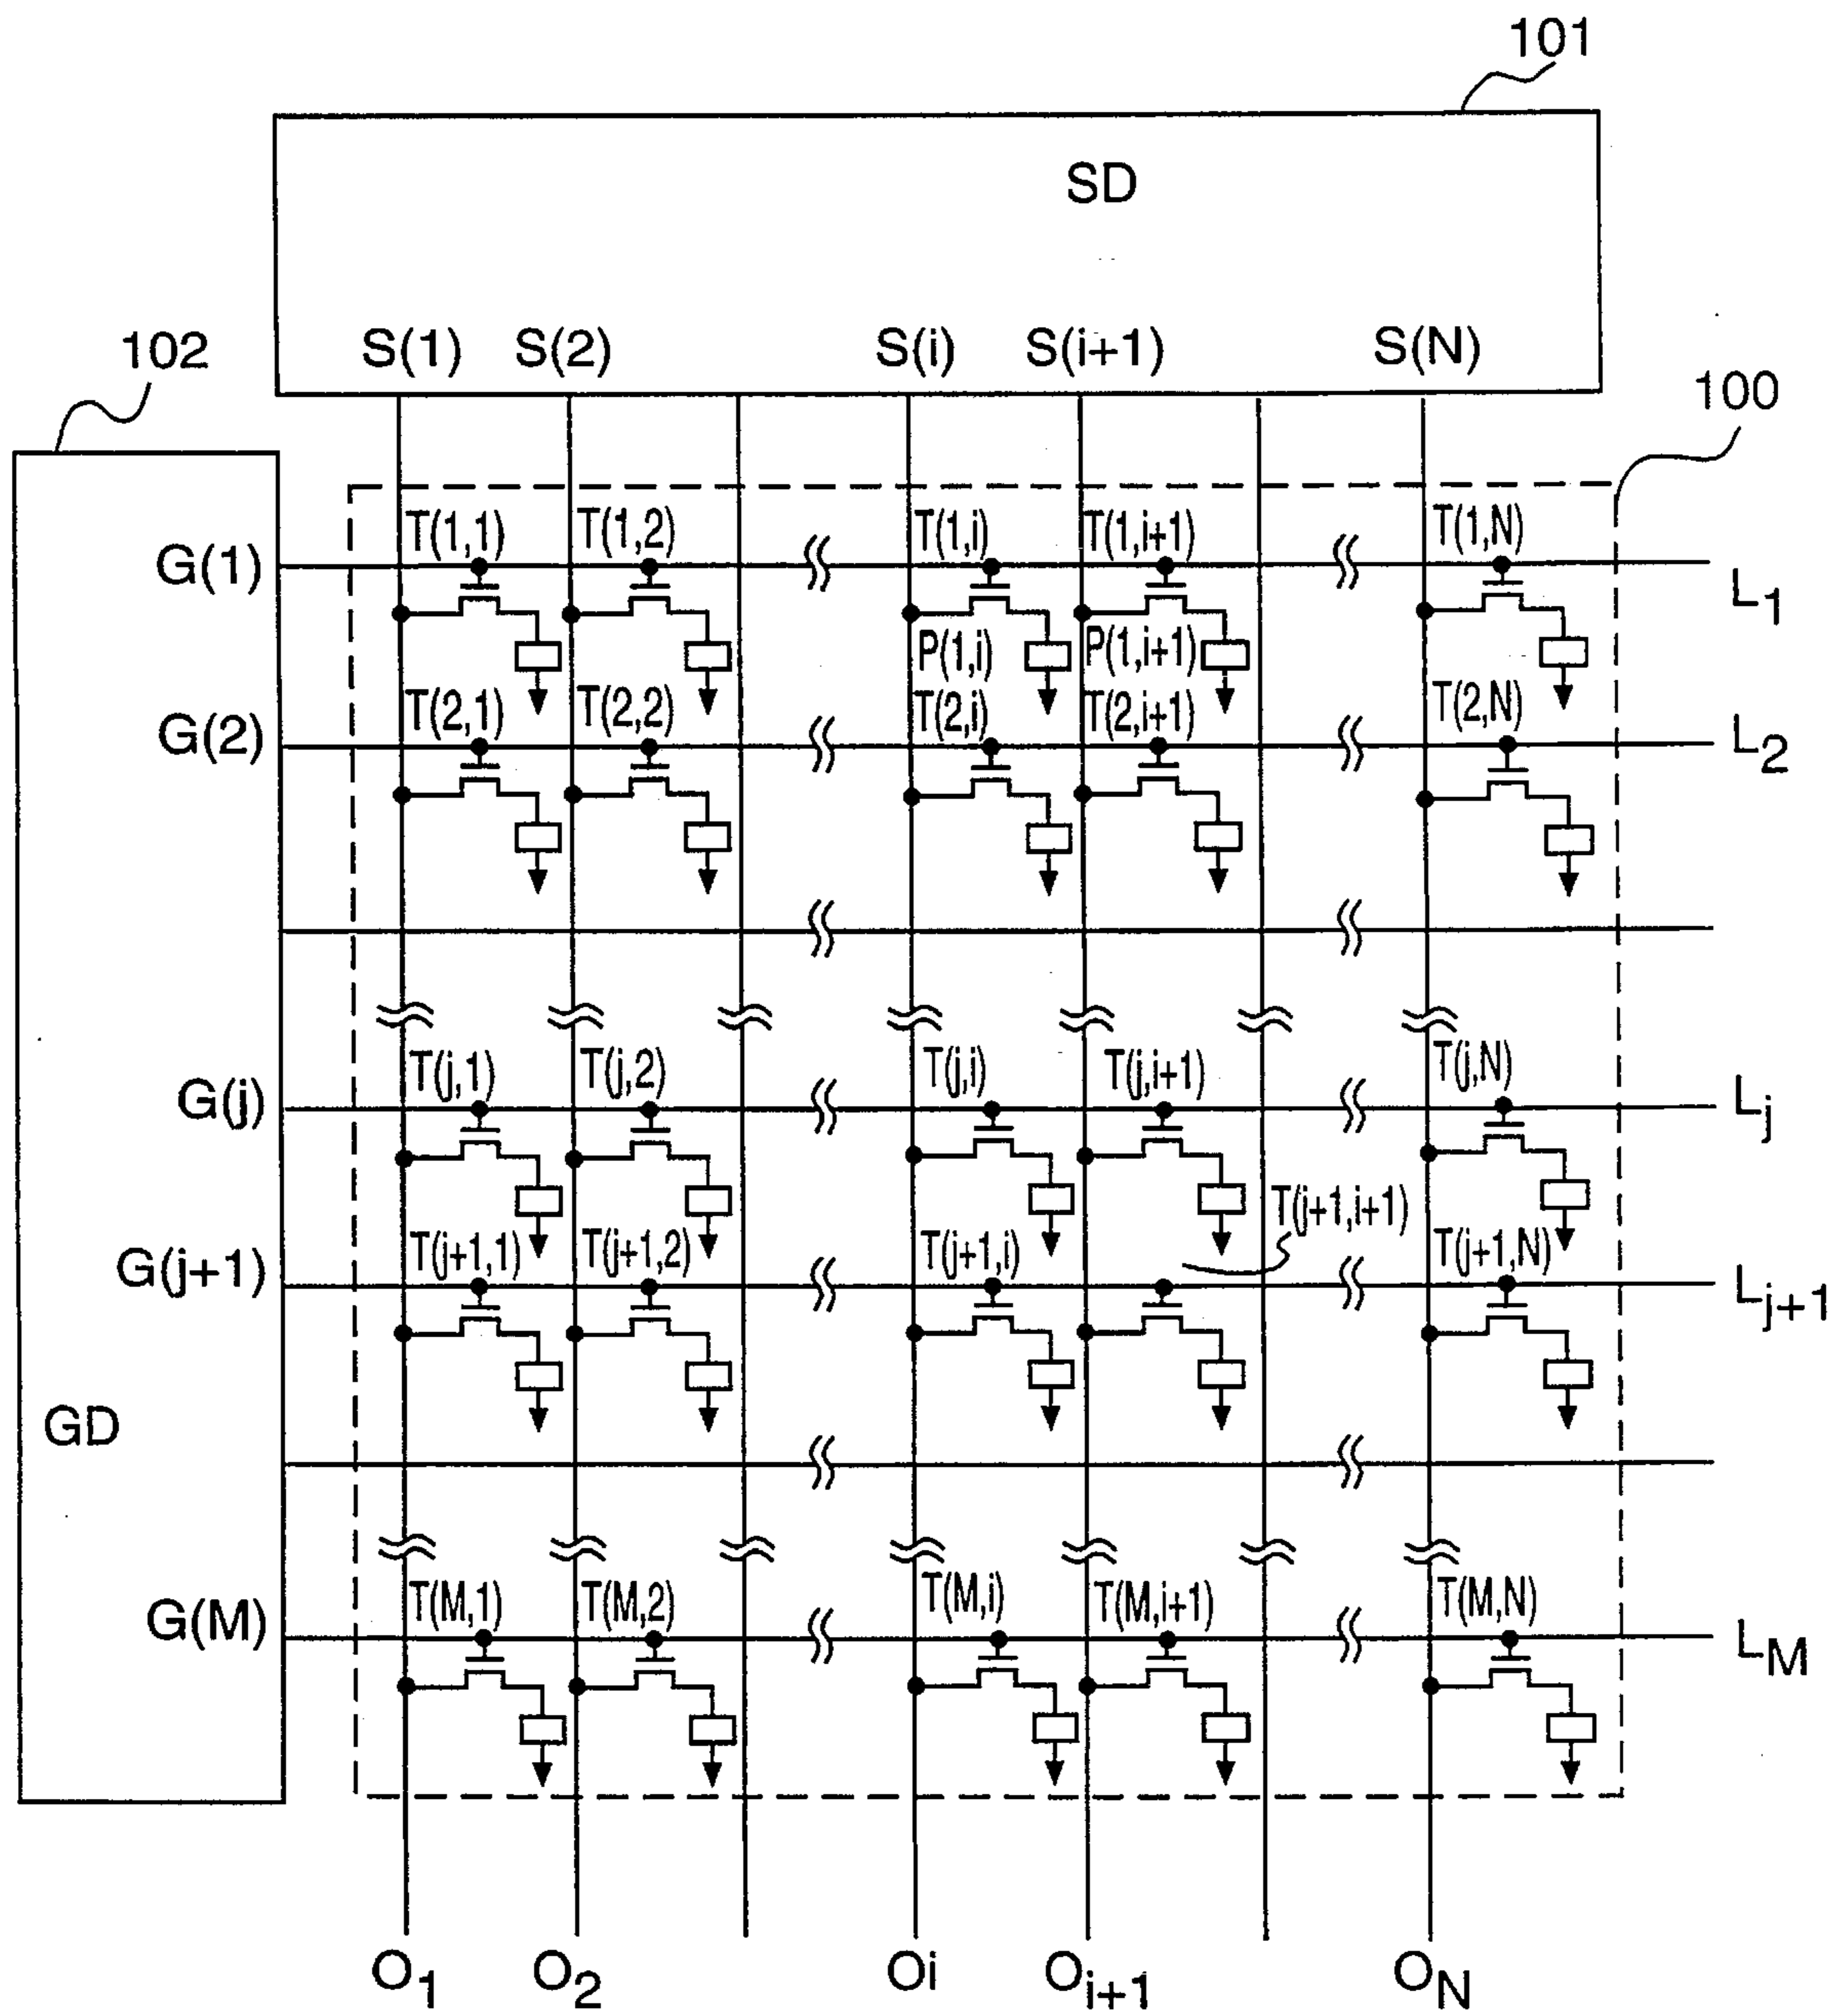 101
SD
S(1) S(2) S(i) S(i+1) S(N)
102
100
G(1) T(1,1) T(1,2) T(1,i) T(1,i+1) T(1,N) L1
P(1,i) P(1,i+1)
G(2) T(2,1) T(2,2) T(2,i) T(2,i+1) T(2,N) L2
G(j) T(j,1) T(j,2) T(j,i) T(j,i+1) T(j,N) Lj
T(j+1,i+1)
G(j+1) T(j+1,1) T(j+1,2) T(j+1,i) T(j+1,N) Lj+1
GD
G(M) T(M,1) T(M,2) T(M,i) T(M,i+1) T(M,N) LM
O1 O2 Oi Oi+1 ON